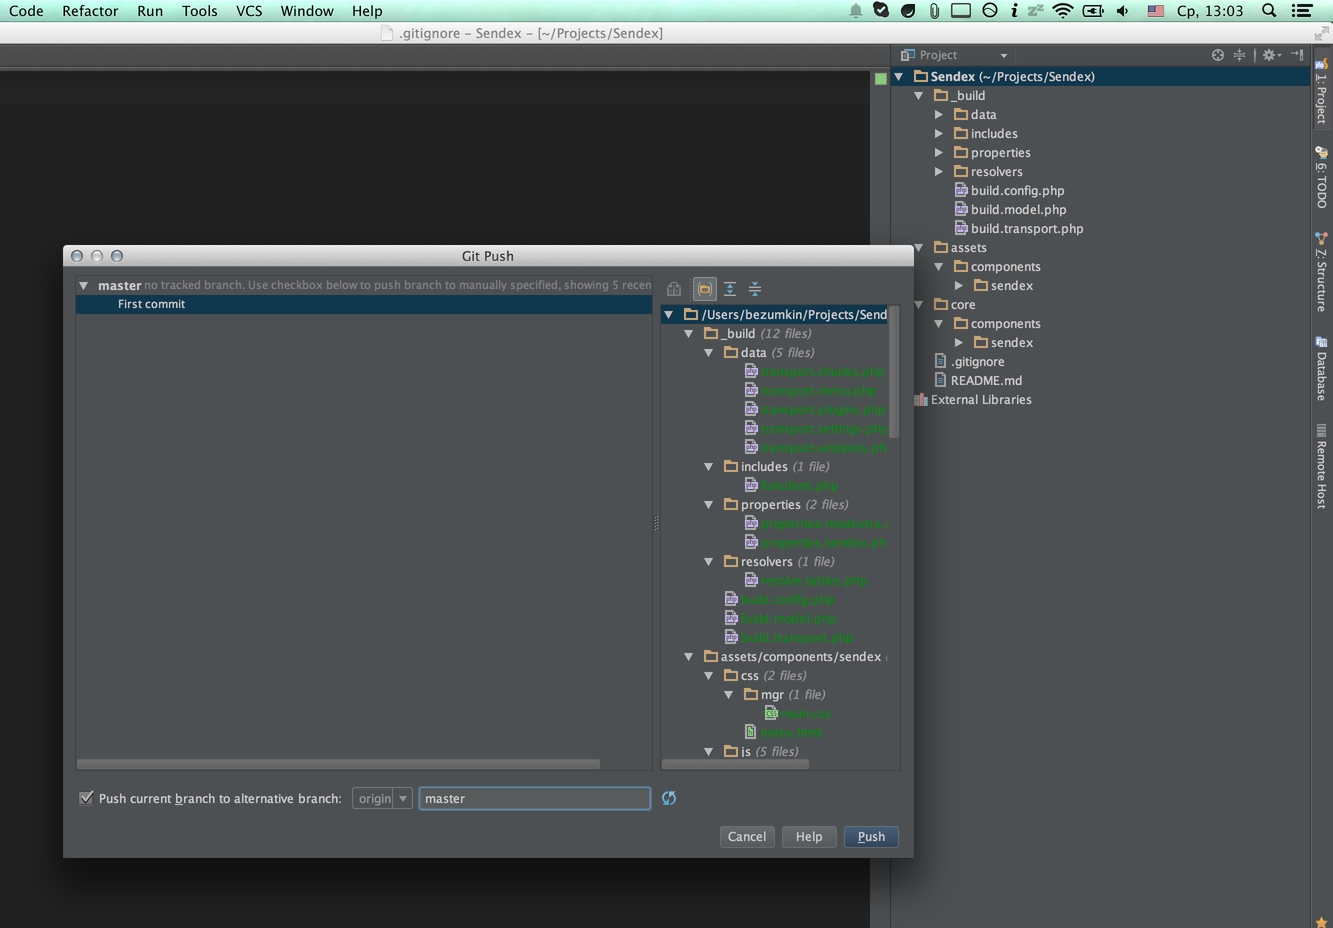 Code Refactor Run Tools VCS Window Help
Ср, 13:03
.gitignore – Sendex – [~/Projects/Sendex]
Project
Sendex (~/Projects/Sendex)
_build
data
includes
properties
resolvers
build.config.php
build.model.php
build.transport.php
assets
components
sendex
core
components
sendex
.gitignore
README.md
External Libraries
1: Project
6: TODO
Z: Structure
Database
Remote Host
Git Push
master no tracked branch. Use checkbox below to push branch to manually specified, showing 5 recen
First commit
/Users/bezumkin/Projects/Send
_build (12 files)
data (5 files)
transport.chunks.php
transport.menu.php
transport.plugins.php
transport.settings.php
transport.snippets.ph
includes (1 file)
functions.php
properties (2 files)
properties.modextra.
properties.sendex.ph
resolvers (1 file)
resolve.tables.php
build.config.php
build.model.php
build.transport.php
assets/components/sendex (
css (2 files)
mgr (1 file)
main.css
index.html
js (5 files)
Push current branch to alternative branch: origin master
Cancel Help Push